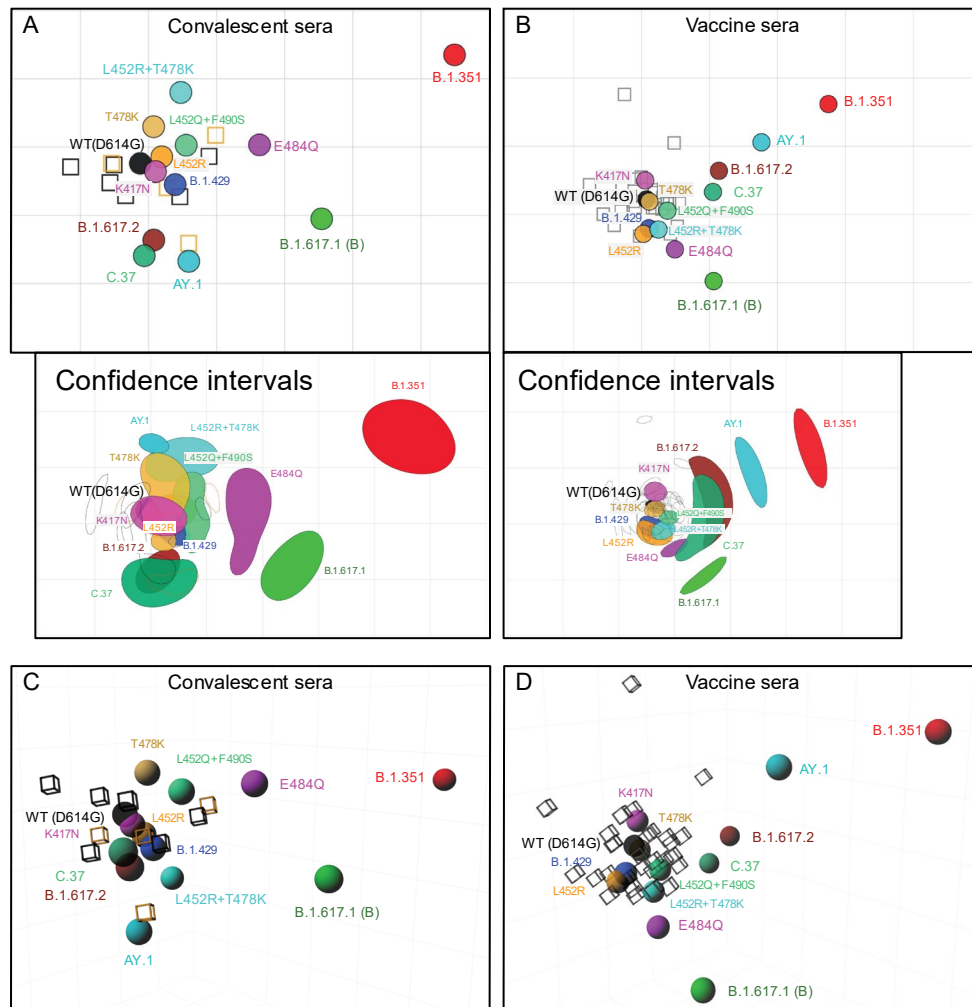 A
Convalescent sera
B.1.351
L452R+T478K
T478K
L452Q+F490S
WT(D614G)
E484Q
L452R
K417N
B.1.429
B.1.617.2
B.1.617.1 (B)
C.37
AY.1
B
Vaccine sera
B.1.351
AY.1
B.1.617.2
K417N
C.37
T478K
WT (D614G)
L452Q+F490S
B.1.429
L452R+T478K
L452R
E484Q
B.1.617.1 (B)
Confidence intervals
B.1.351
AY.1
L452R+T478K
T478K
L452Q+F490S
E484Q
WT(D614G)
K417N
L452R
B.1.429
B.1.617.2
B.1.617.1
C.37
Confidence intervals
B.1.351
AY.1
B.1.617.2
K417N
WT(D614G)
T478K
L452Q+F490S
B.1.429
L452R+T478K
L452R
C.37
E484Q
B.1.617.1
C
Convalescent sera
T478K
L452Q+F490S
E484Q
B.1.351
WT (D614G)
L452R
K417N
B.1.429
C.37
B.1.617.2
L452R+T478K
B.1.617.1 (B)
AY.1
D
Vaccine sera
B.1.351
AY.1
K417N
T478K
WT (D614G)
B.1.617.2
B.1.429
C.37
L452R
L452Q+F490S
L452R+T478K
E484Q
B.1.617.1 (B)